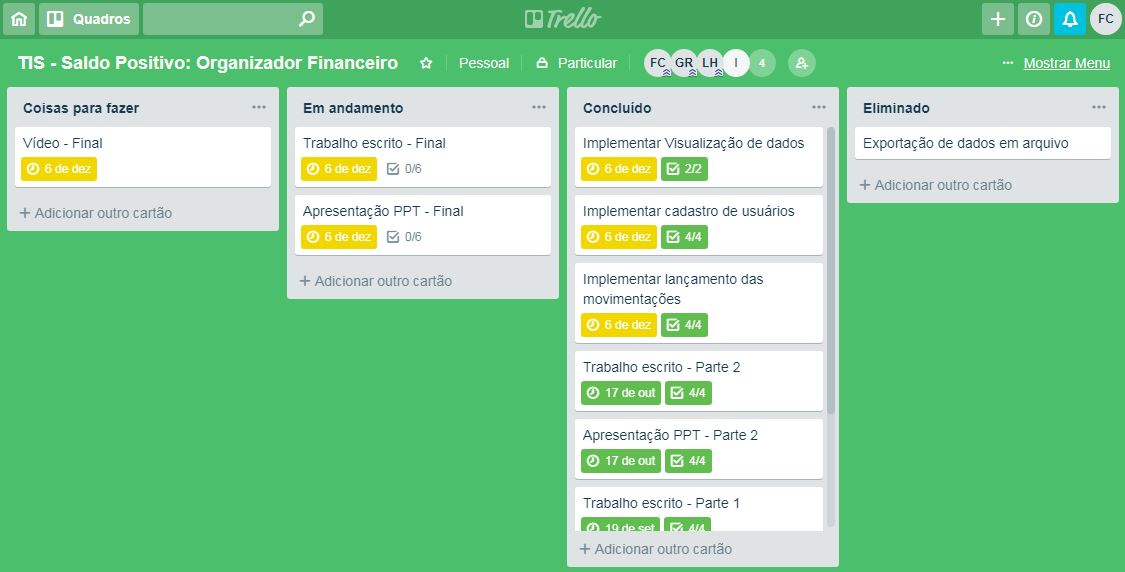 Quadros
Trello
FC
TIS - Saldo Positivo: Organizador Financeiro
Pessoal
Particular
FC GR LH I 4
Mostrar Menu
Coisas para fazer
Vídeo - Final
6 de dez
Adicionar outro cartão
Em andamento
Trabalho escrito - Final
6 de dez 0/6
Apresentação PPT - Final
6 de dez 0/6
Adicionar outro cartão
Concluído
Implementar Visualização de dados
6 de dez 2/2
Implementar cadastro de usuários
6 de dez 4/4
Implementar lançamento das
movimentações
6 de dez 4/4
Trabalho escrito - Parte 2
17 de out 4/4
Apresentação PPT - Parte 2
17 de out 4/4
Trabalho escrito - Parte 1
19 de set 4/4
Adicionar outro cartão
Eliminado
Exportação de dados em arquivo
Adicionar outro cartão